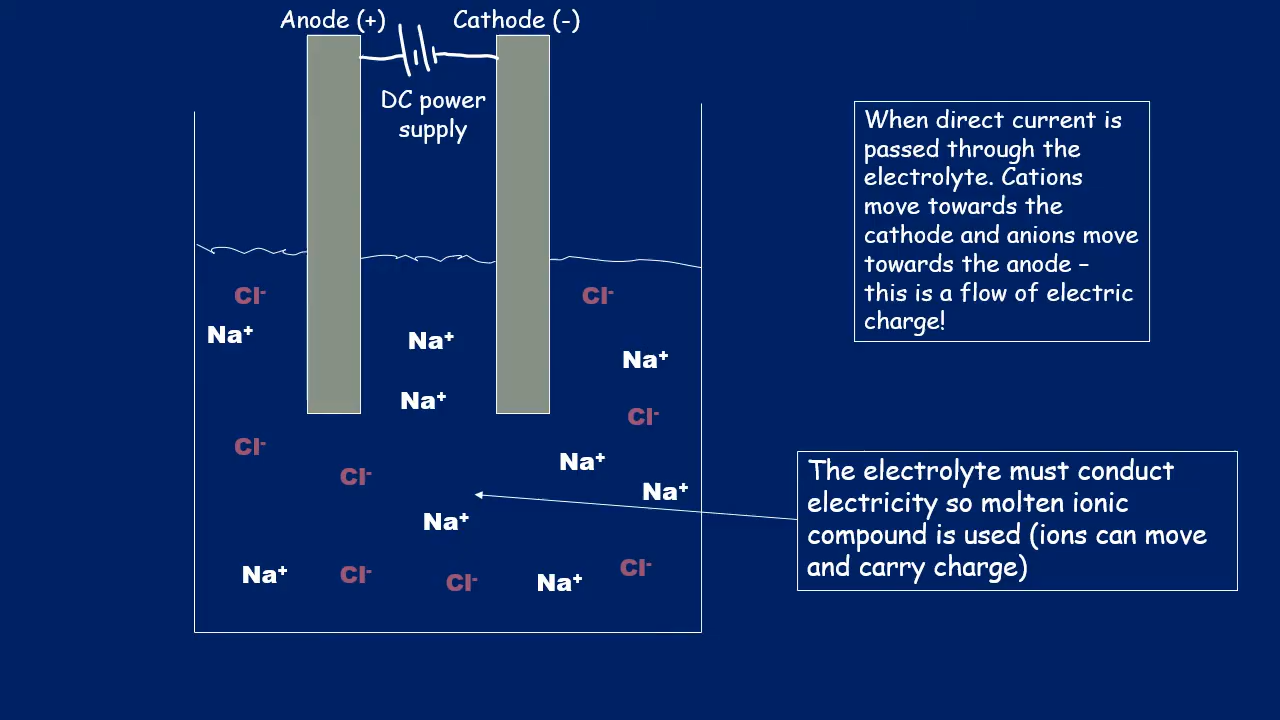 Anode (+) Cathode (-)
DC power
supply
When direct current is
passed through the
electrolyte. Cations
move towards the
cathode and anions move
towards the anode –
this is a flow of electric
charge!
Cl⁻ Cl⁻
Na⁺ Na⁺ Na⁺
Na⁺ Cl⁻
Cl⁻ Cl⁻ Na⁺ Na⁺
Na⁺
Na⁺ Cl⁻ Cl⁻ Na⁺ Cl⁻
The electrolyte must conduct
electricity so molten ionic
compound is used (ions can move
and carry charge)